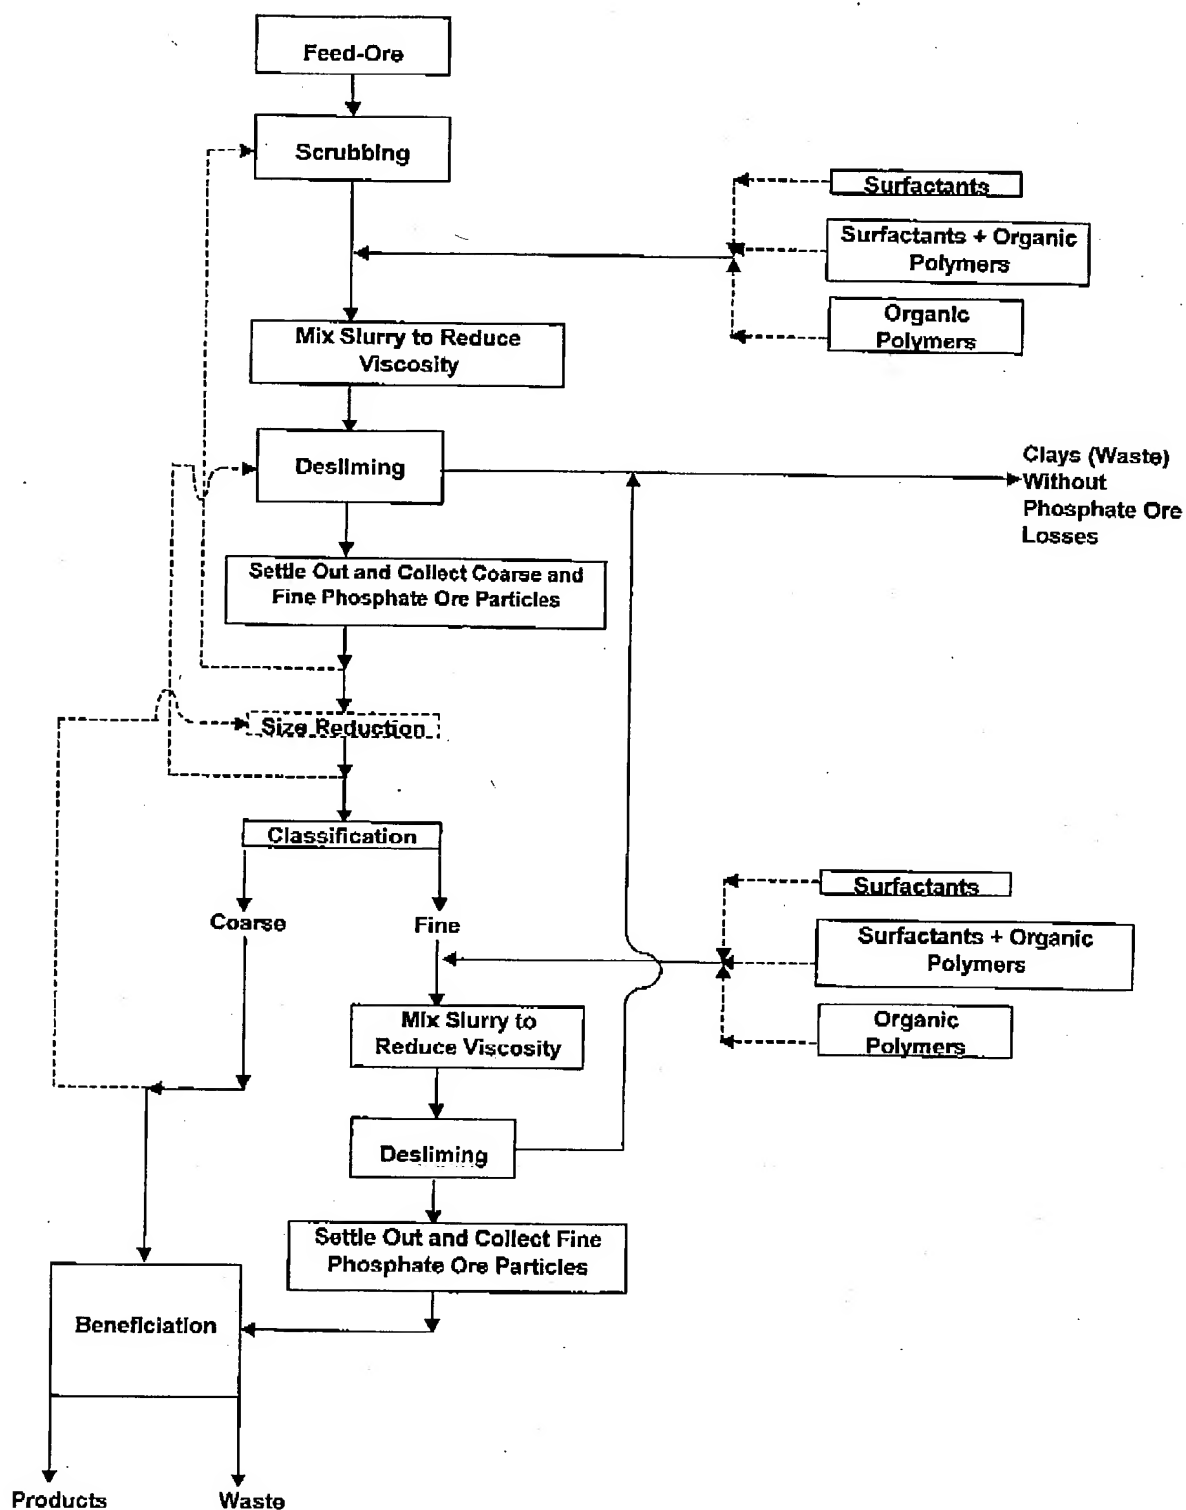 Feed-Ore
Scrubbing
Surfactants
Surfactants + Organic
Polymers
Organic
Polymers
Mix Slurry to Reduce
Viscosity
Desliming
Clays (Waste)
Without
Phosphate Ore
Losses
Settle Out and Collect Coarse and
Fine Phosphate Ore Particles
Size Reduction
Classification
Coarse
Fine
Surfactants
Surfactants + Organic
Polymers
Organic
Polymers
Mix Slurry to
Reduce Viscosity
Desliming
Settle Out and Collect Fine
Phosphate Ore Particles
Beneficiation
Products
Waste